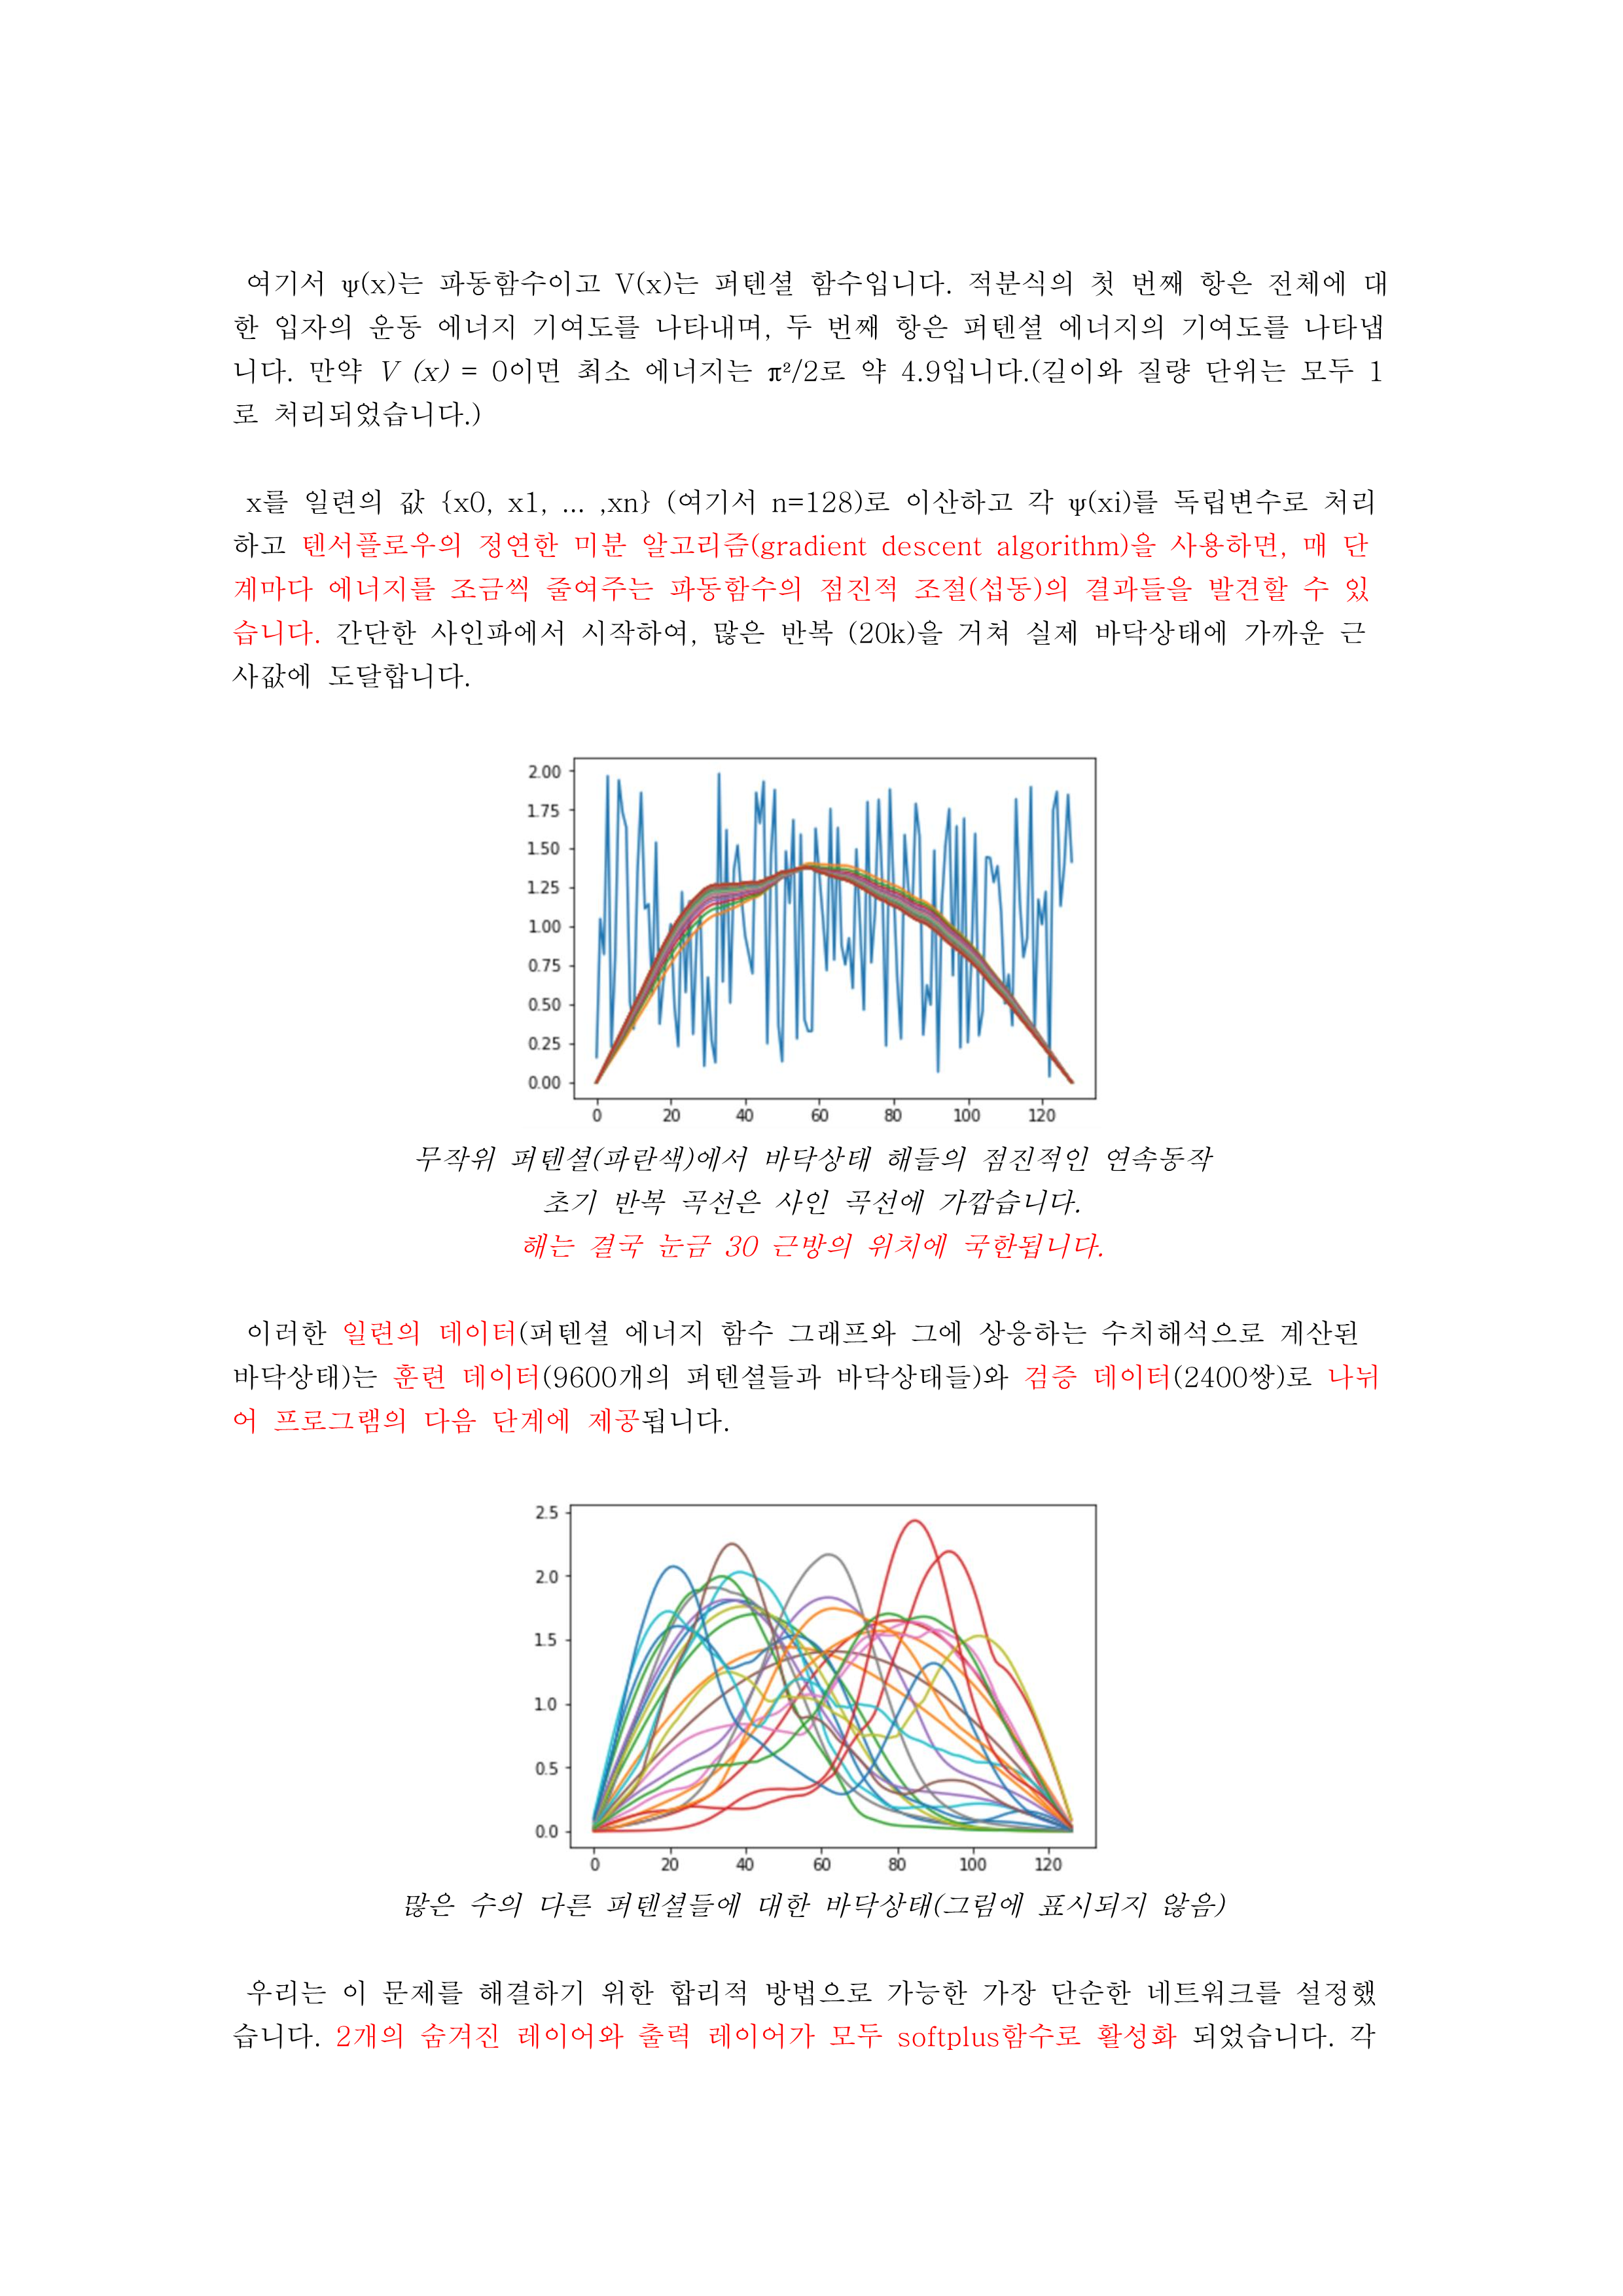 여기서 ψ(x)는 파동함수이고 V(x)는 퍼텐셜 함수입니다. 적분식의 첫 번째 항은 전체에 대
한 입자의 운동 에너지 기여도를 나타내며, 두 번째 항은 퍼텐셜 에너지의 기여도를 나타냅
니다. 만약 V (x) = 0이면 최소 에너지는 π²/2로 약 4.9입니다.(길이와 질량 단위는 모두 1
로 처리되었습니다.)
x를 일련의 값 {x0, x1, ... ,xn} (여기서 n=128)로 이산하고 각 ψ(xi)를 독립변수로 처리
하고 텐서플로우의 정연한 미분 알고리즘(gradient descent algorithm)을 사용하면, 매 단
계마다 에너지를 조금씩 줄여주는 파동함수의 점진적 조절(섭동)의 결과들을 발견할 수 있
습니다. 간단한 사인파에서 시작하여, 많은 반복 (20k)을 거쳐 실제 바닥상태에 가까운 근
사값에 도달합니다.
2.00
1.75
1.50
1.25
1.00
0.75
0.50
0.25
0.00
0 20 40 60 80 100 120
무작위 퍼텐셜(파란색)에서 바닥상태 해들의 점진적인 연속동작
초기 반복 곡선은 사인 곡선에 가깝습니다.
해는 결국 눈금 30 근방의 위치에 국한됩니다.
이러한 일련의 데이터(퍼텐셜 에너지 함수 그래프와 그에 상응하는 수치해석으로 계산된
바닥상태)는 훈련 데이터(9600개의 퍼텐셜들과 바닥상태들)와 검증 데이터(2400쌍)로 나뉘
어 프로그램의 다음 단계에 제공됩니다.
2.5
2.0
1.5
1.0
0.5
0.0
0 20 40 60 80 100 120
많은 수의 다른 퍼텐셜들에 대한 바닥상태(그림에 표시되지 않음)
우리는 이 문제를 해결하기 위한 합리적 방법으로 가능한 가장 단순한 네트워크를 설정했
습니다. 2개의 숨겨진 레이어와 출력 레이어가 모두 softplus함수로 활성화 되었습니다. 각